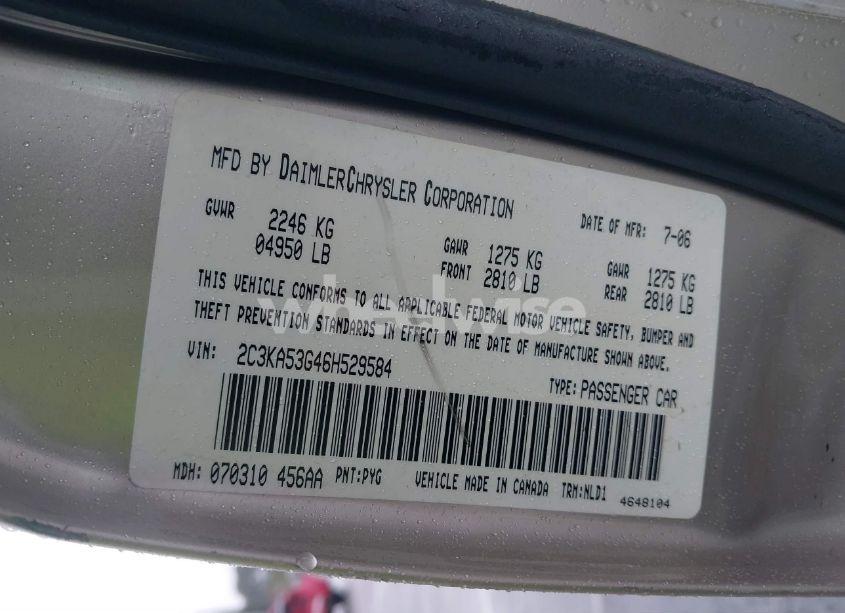 MFD BY DAIMLERCHRYSLER CORPORATION
DATE OF MFR: 7-06
GVWR 2246 KG
04950 LB
GAWR FRONT 1275 KG
2810 LB
GAWR REAR 1275 KG
2810 LB
THIS VEHICLE CONFORMS TO ALL APPLICABLE FEDERAL MOTOR VEHICLE SAFETY, BUMPER AND
THEFT PREVENTION STANDARDS IN EFFECT ON THE DATE OF MANUFACTURE SHOWN ABOVE.
VIN: 2C3KA53G46H529584
TYPE: PASSENGER CAR
MDH: 070310 456AA PNT:PYG VEHICLE MADE IN CANADA TRM:NLD1
4648104
wheelwise